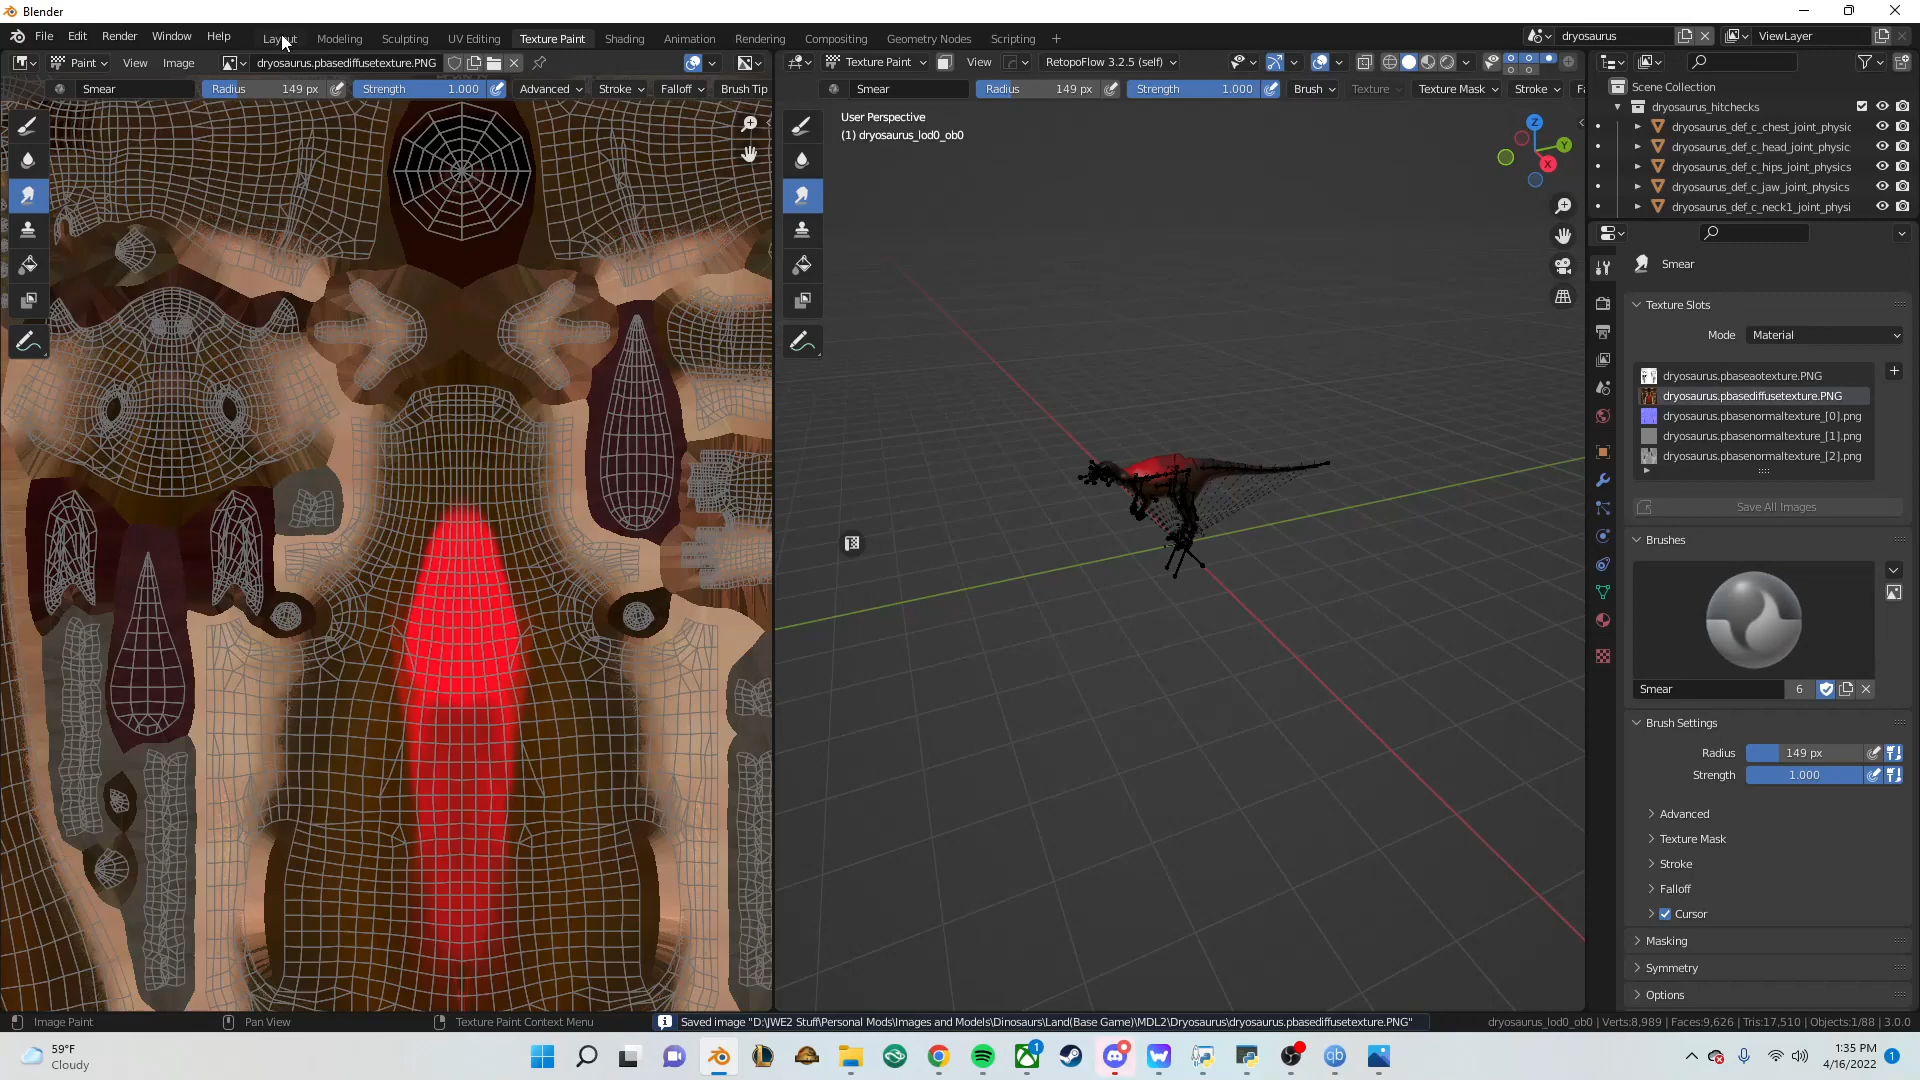 Blender
File Edit Render Window Help
Layout Modeling Sculpting UV Editing Texture Paint Shading Animation Rendering Compositing Geometry Nodes Scripting +
dryosaurus
ViewLayer
Paint View Image dryosaurus.pbasediffusetexture.PNG
Texture Paint View RetopoFlow 3.2.5 (self)
Smear Radius 149 px Strength 1.000 Advanced Stroke Falloff Brush Tip
Smear Radius 149 px Strength 1.000 Brush Texture Texture Mask Stroke Fa
User Perspective
(1) dryosaurus_lod0_ob0
Z
Y
X
Scene Collection
dryosaurus_hitchecks
dryosaurus_def_c_chest_joint_physic
dryosaurus_def_c_head_joint_physic
dryosaurus_def_c_hips_joint_physics
dryosaurus_def_c_jaw_joint_physics
dryosaurus_def_c_neck1_joint_physi
Smear
Texture Slots
Mode Material
dryosaurus.pbaseaotexture.PNG
dryosaurus.pbasediffusetexture.PNG
dryosaurus.pbasenormaltexture_[0].png
dryosaurus.pbasenormaltexture_[1].png
dryosaurus.pbasenormaltexture_[2].png
Save All Images
Brushes
Smear 6
Brush Settings
Radius 149 px
Strength 1.000
Advanced
Texture Mask
Stroke
Falloff
Cursor
Masking
Symmetry
Options
Image Paint
Pan View
Texture Paint Context Menu
Saved image "D:\JWE2 Stuff\Personal Mods\Images and Models\Dinosaurs\Land(Base Game)\MDL2\Dryosaurus\dryosaurus.pbasediffusetexture.PNG"
dryosaurus_lod0_ob0 | Verts:8,989 | Faces:9,626 | Tris:17,510 | Objects:1/88 | 3.0.0
59°F
Cloudy
1
qb
1:35 PM
4/16/2022
1